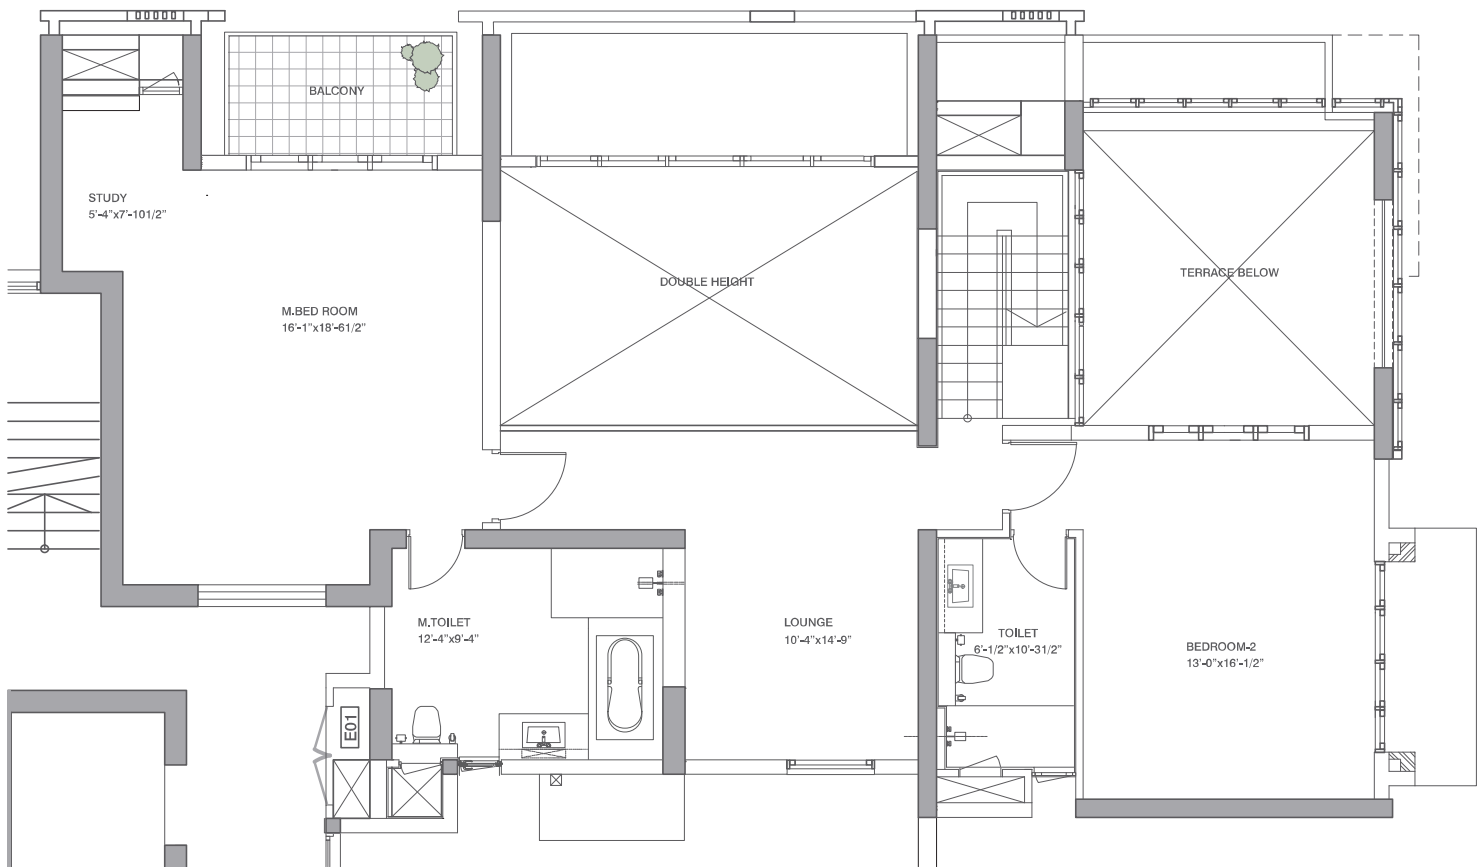 BALCONY
STUDY
5'-4"x7'-101/2"
M.BED ROOM
16'-1"x18'-61/2"
DOUBLE HEIGHT
TERRACE BELOW
M.TOILET
12'-4"x9'-4"
LOUNGE
10'-4"x14'-9"
TOILET
6'-1/2"x10'-31/2"
BEDROOM-2
13'-0"x16'-1/2"
E01